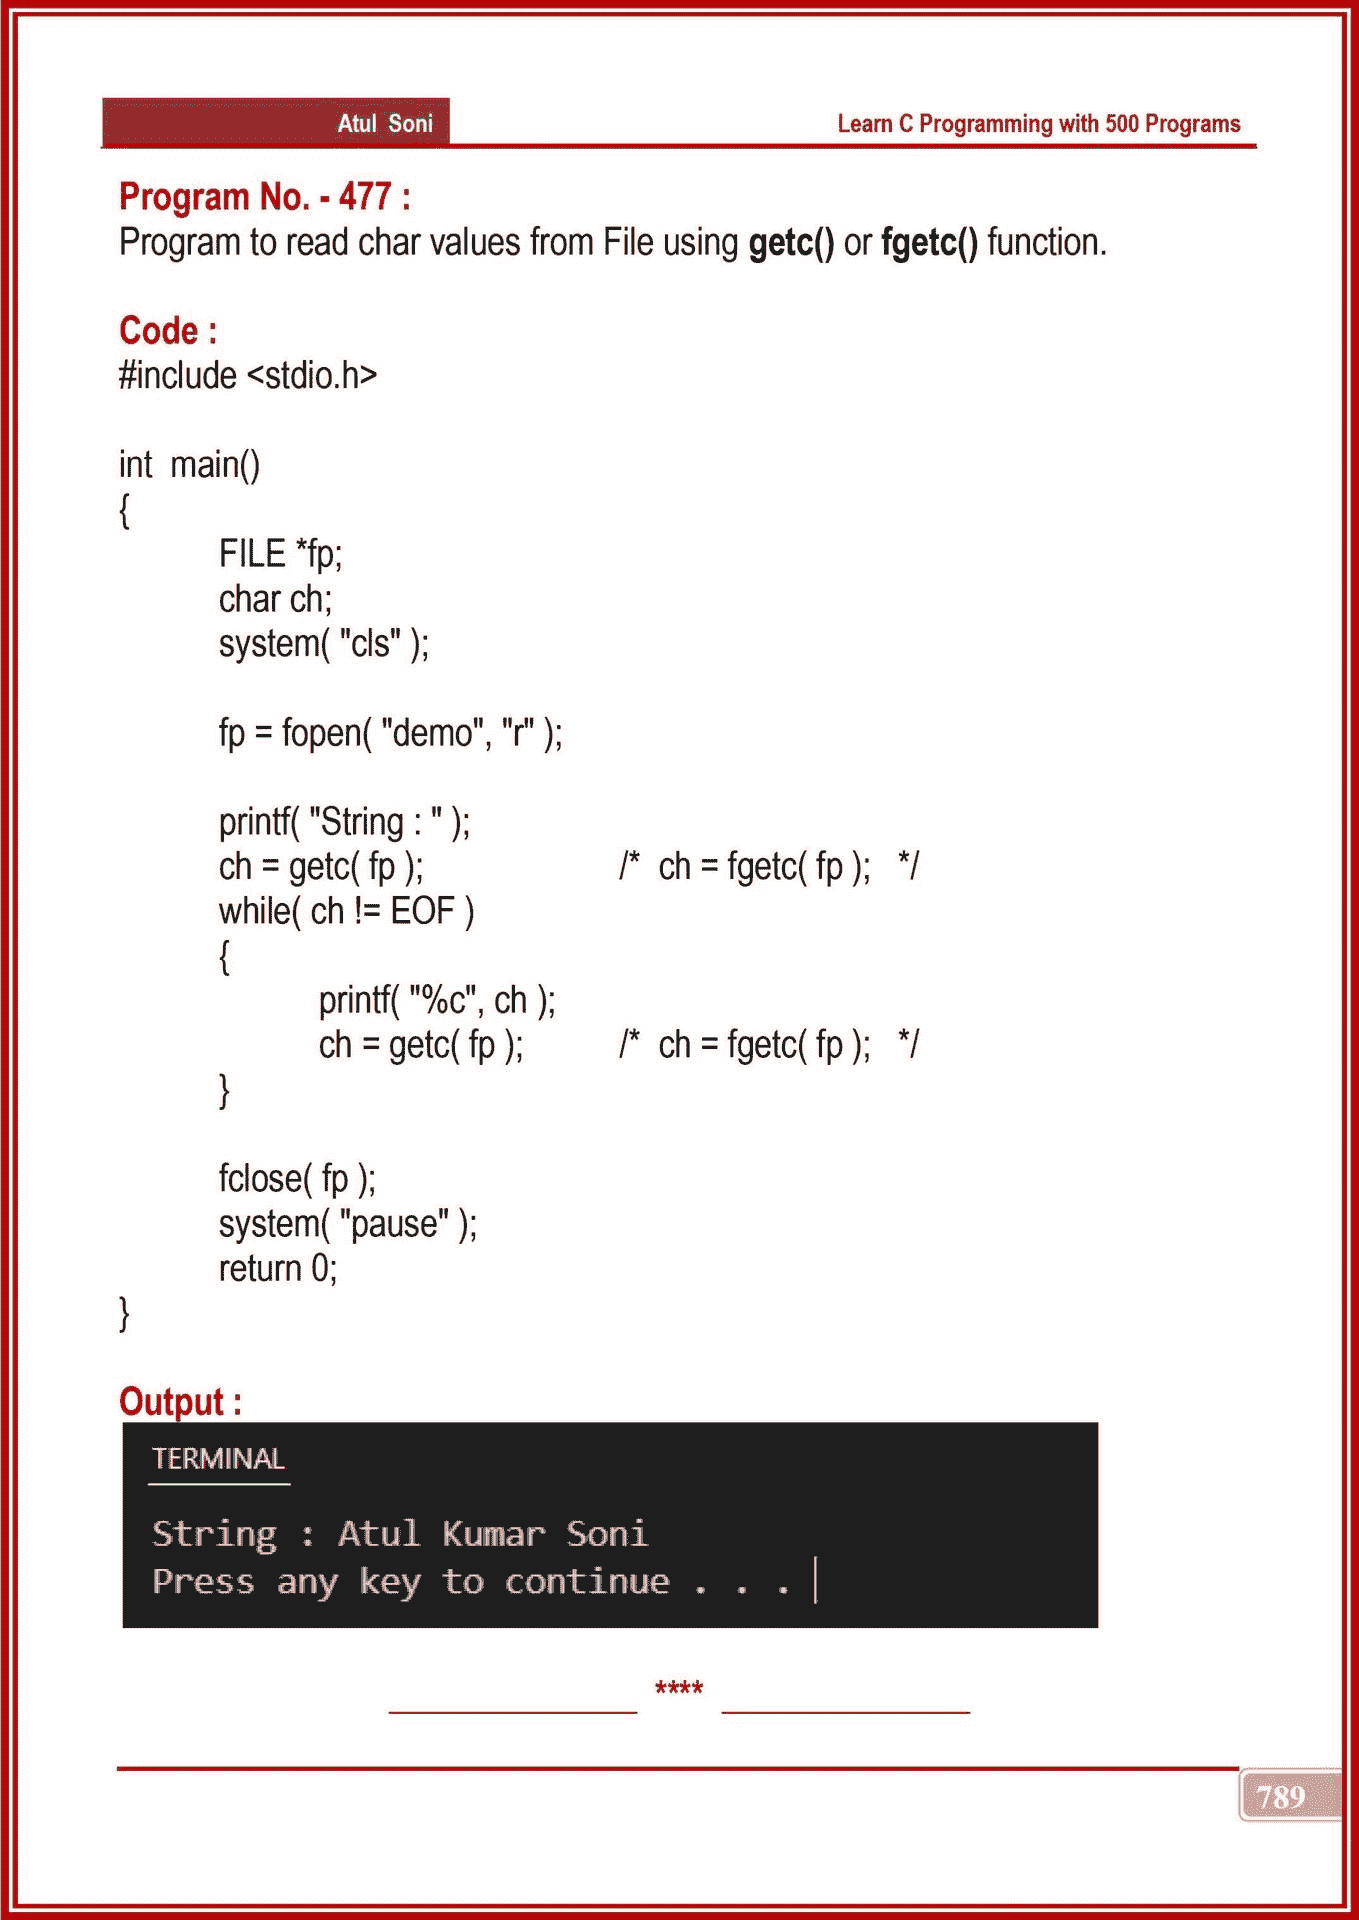 Atul  Soni
Learn C Programming with 500 Programs
Program No. - 477 :
Program to read char values from File using getc() or fgetc() function.
Code :
#include <stdio.h>
int  main()
{
FILE *fp;
char ch;
system( "cls" );
fp = fopen( "demo", "r" );
printf( "String : " );
ch = getc( fp );    /*  ch = fgetc( fp );   */
while( ch != EOF )
{
printf( "%c", ch );
ch = getc( fp );    /*  ch = fgetc( fp );   */
}
fclose( fp );
system( "pause" );
return 0;
}
Output :
TERMINAL
String : Atul Kumar Soni
Press any key to continue . . .
****
789